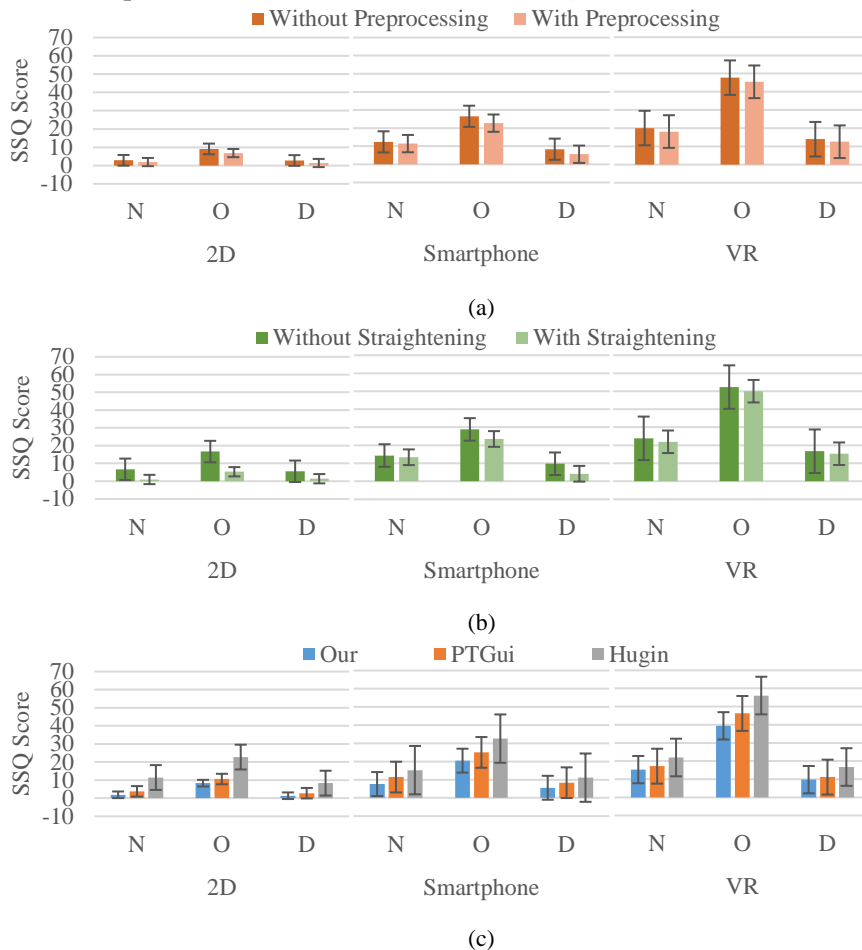 Without Preprocessing With Preprocessing
SSQ Score
70
60
50
40
30
20
10
0
-10
N O D N O D N O D
2D Smartphone VR
(a)
Without Straightening With Straightening
SSQ Score
70
60
50
40
30
20
10
0
-10
N O D N O D N O D
2D Smartphone VR
(b)
Our PTGui Hugin
SSQ Score
70
60
50
40
30
20
10
0
-10
N O D N O D N O D
2D Smartphone VR
(c)